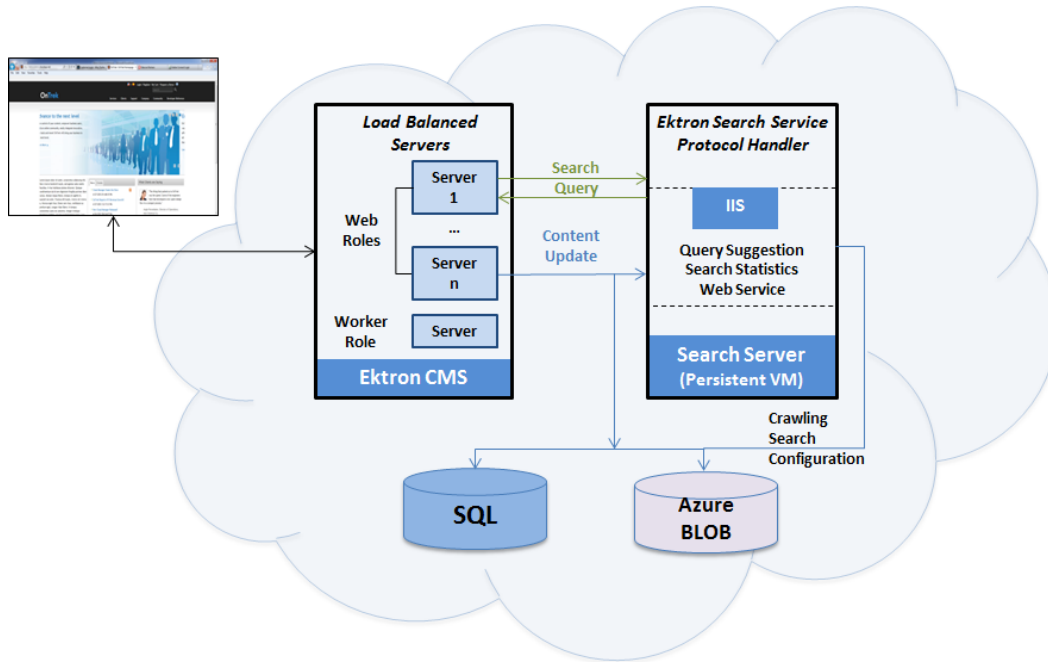 OnTrek
Load Balanced
Servers
Server
1
...
Web
Roles
Server
n
Worker
Role
Server
Ektron CMS
Search
Query
Content
Update
Ektron Search Service
Protocol Handler
IIS
Query Suggestion
Search Statistics
Web Service
Search Server
(Persistent VM)
Crawling
Search
Configuration
SQL
Azure
BLOB